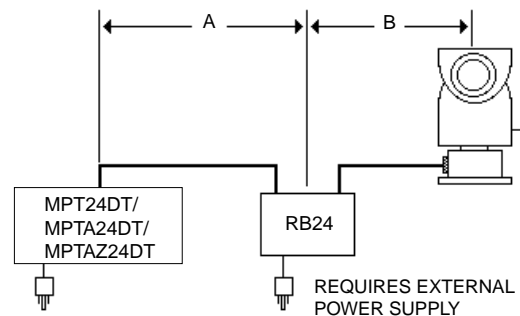 A
B
MPT24DT/
MPTA24DT/
MPTAZ24DT
RB24
REQUIRES EXTERNAL
POWER SUPPLY